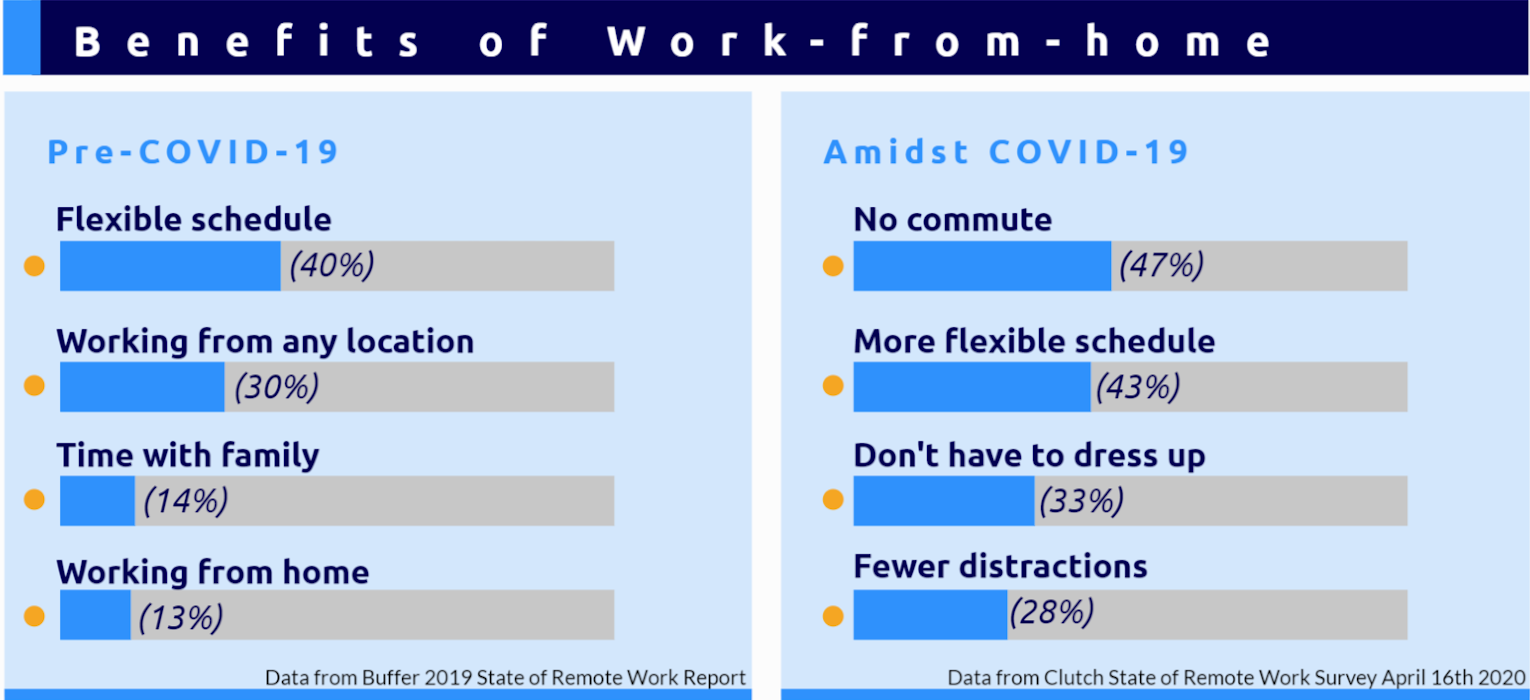 Benefits of Work-from-home
Pre-COVID-19
Flexible schedule
(40%)
Working from any location
(30%)
Time with family
(14%)
Working from home
(13%)
Data from Buffer 2019 State of Remote Work Report
Amidst COVID-19
No commute
(47%)
More flexible schedule
(43%)
Don't have to dress up
(33%)
Fewer distractions
(28%)
Data from Clutch State of Remote Work Survey April 16th 2020